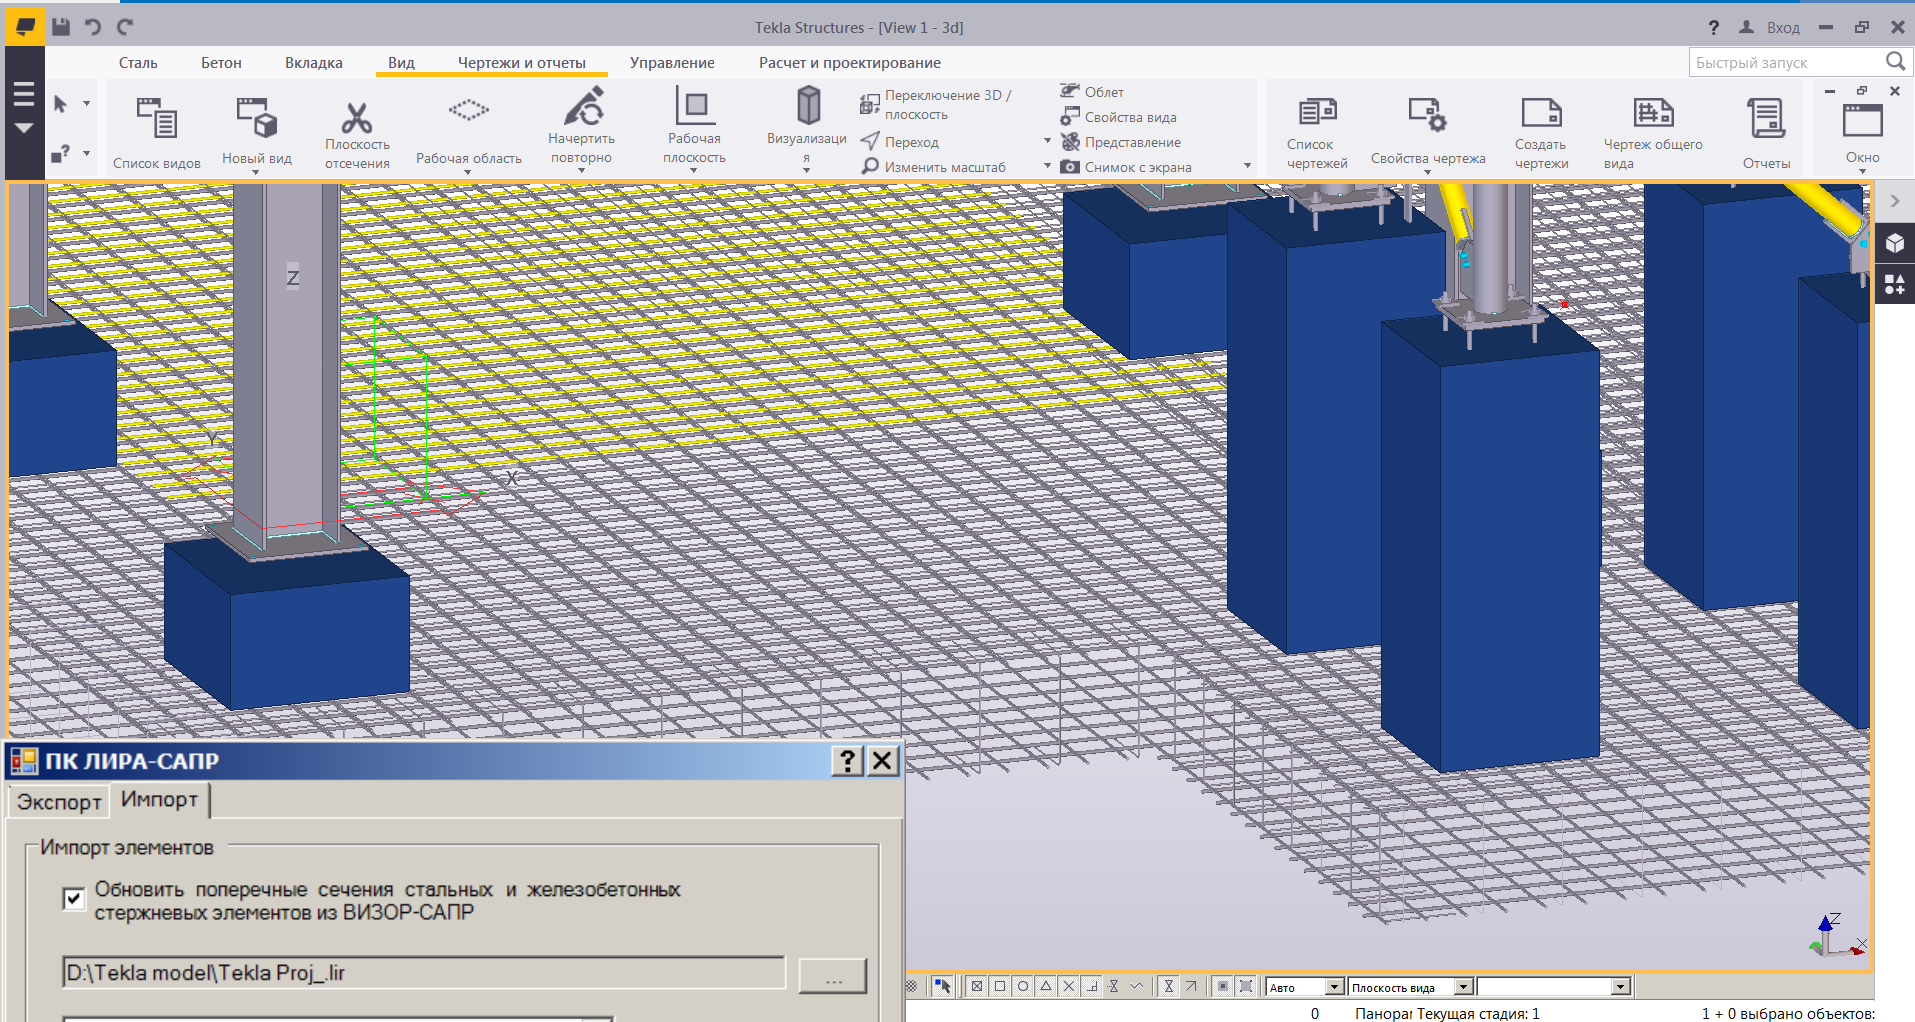 Tekla Structures - [View 1 - 3d]
? Вход
Сталь Бетон Вкладка Вид Чертежи и отчеты Управление Расчет и проектирование
Быстрый запуск
Список видов
Новый вид
Плоскость
отсечения
Рабочая область
Начертить
повторно
Рабочая
плоскость
Визуализаци
я
Переключение 3D /
плоскость
Переход
Изменить масштаб
Облет
Свойства вида
Представление
Снимок с экрана
Список
чертежей
Свойства чертежа
Создать
чертежи
Чертеж общего
вида
Отчеты
Окно
Z
Y
X
ПК ЛИРА-САПР
Экспорт Импорт
Импорт элементов
Обновить поперечные сечения стальных и железобетонных
стержневых элементов из ВИЗОР-САПР
D:\Tekla model\Tekla Proj_.lir
...
Z
X
Авто Плоскость вида
0 Панорам Текущая стадия: 1 1 + 0 выбрано объектов: